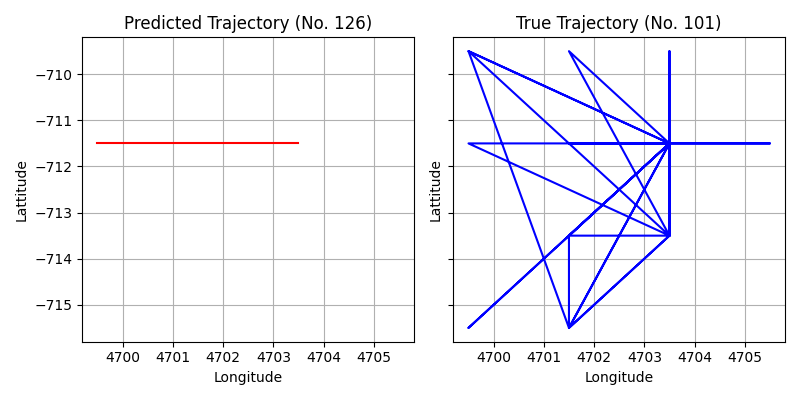 Predicted Trajectory (No. 126)
−710
−711
−712
−713
−714
−715
Lattitude
4700 4701 4702 4703 4704 4705
Longitude
True Trajectory (No. 101)
Lattitude
4700 4701 4702 4703 4704 4705
Longitude